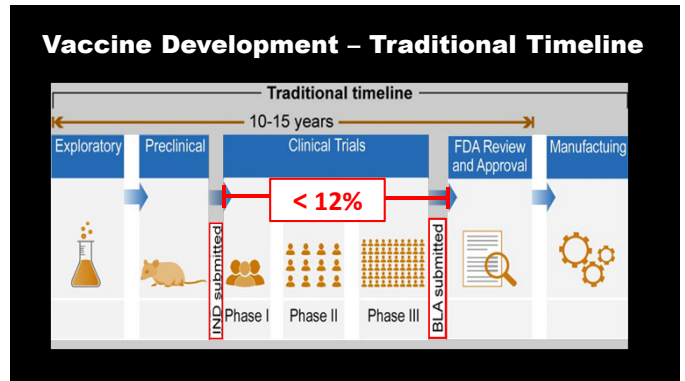 Vaccine Development – Traditional Timeline
Traditional timeline
10-15 years
Exploratory
Preclinical
Clinical Trials
FDA Review
and Approval
Manufactuing
< 12%
IND submitted
BLA submitted
Phase I
Phase II
Phase III